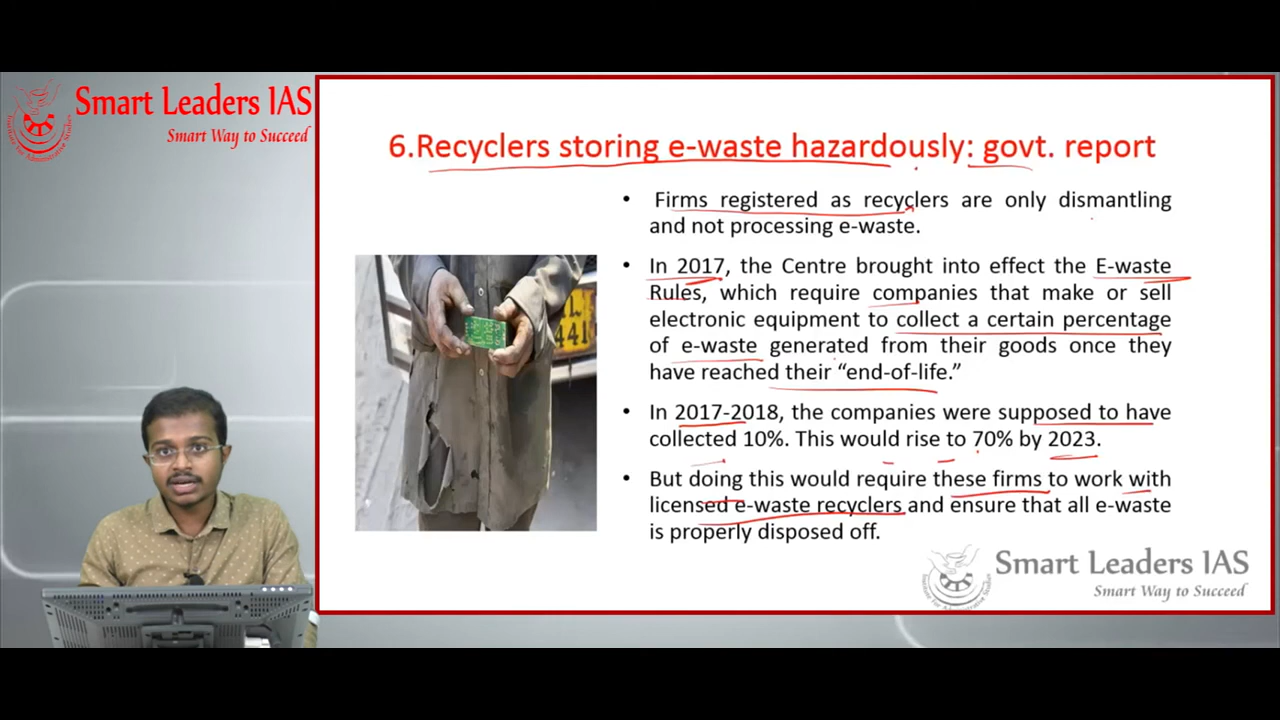 Smart Leaders IAS
Smart Way to Succeed
6.Recyclers storing e-waste hazardously: govt. report
• Firms registered as recyclers are only dismantling
and not processing e-waste.
• In 2017, the Centre brought into effect the E-waste
Rules, which require companies that make or sell
electronic equipment to collect a certain percentage
of e-waste generated from their goods once they
have reached their “end-of-life.”
• In 2017-2018, the companies were supposed to have
collected 10%. This would rise to 70% by 2023.
• But doing this would require these firms to work with
licensed e-waste recyclers and ensure that all e-waste
is properly disposed off.
Smart Leaders IAS
Smart Way to Succeed